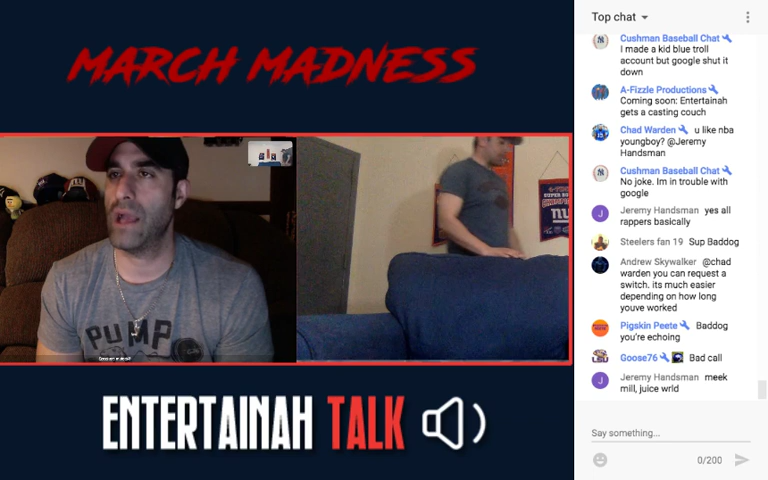 MARCH MADNESS
PUMP
CHAMPIONS
ENTERTAINAH TALK
Top chat
Cushman Baseball Chat
I made a kid blue troll
account but google shut it
down
A-Fizzle Productions
Coming soon: Entertainah
gets a casting couch
Chad Warden u like nba
youngboy? @Jeremy
Handsman
Cushman Baseball Chat
No joke. Im in trouble with
google
Jeremy Handsman yes all
rappers basically
Steelers fan 19 Sup Baddog
Andrew Skywalker @chad
warden you can request a
switch. its much easier
depending on how long
youve worked
Pigskin Peete Baddog
you're echoing
Goose76 Bad call
Jeremy Handsman meek
mill, juice wrld
Say something...
0/200